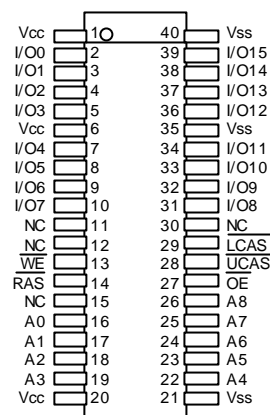 Vcc 1 40 Vss
I/O0 2 39 I/O15
I/O1 3 38 I/O14
I/O2 4 37 I/O13
I/O3 5 36 I/O12
Vcc 6 35 Vss
I/O4 7 34 I/O11
I/O5 8 33 I/O10
I/O6 9 32 I/O9
I/O7 10 31 I/O8
NC 11 30 NC
NC 12 29 LCAS
WE 13 28 UCAS
RAS 14 27 OE
NC 15 26 A8
A0 16 25 A7
A1 17 24 A6
A2 18 23 A5
A3 19 22 A4
Vcc 20 21 Vss